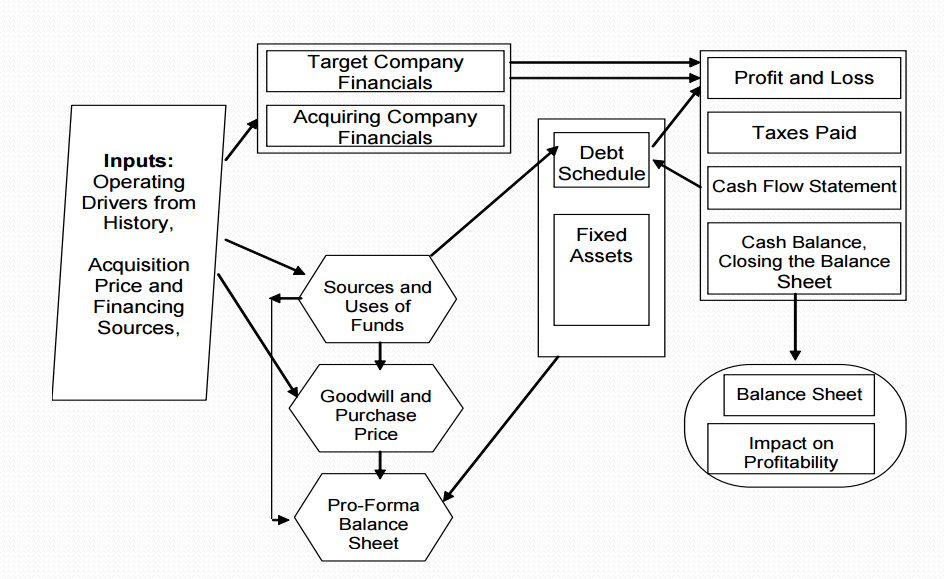 Target Company
Financials
Acquiring Company
Financials
Inputs:
Operating
Drivers from
History,
Acquisition
Price and
Financing
Sources,
Sources and
Uses of
Funds
Goodwill and
Purchase
Price
Pro-Forma
Balance
Sheet
Debt
Schedule
Fixed
Assets
Profit and Loss
Taxes Paid
Cash Flow Statement
Cash Balance,
Closing the Balance
Sheet
Balance Sheet
Impact on
Profitability